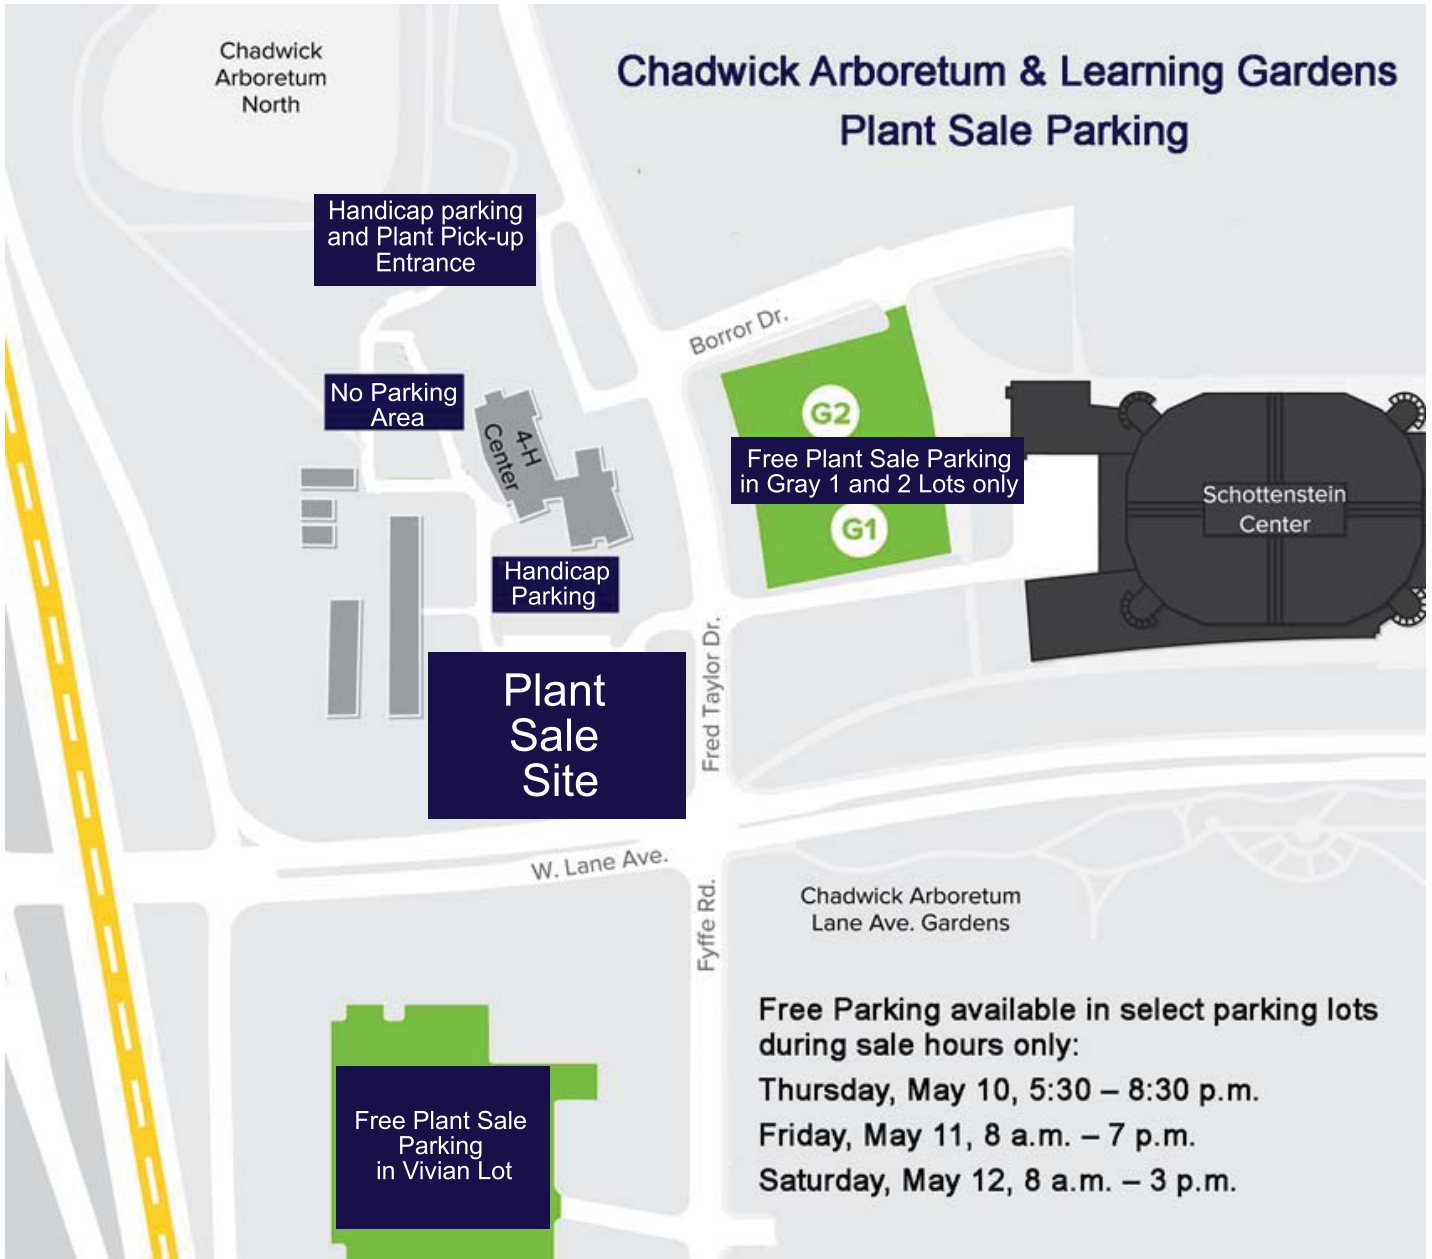 Chadwick
Arboretum
North
Chadwick Arboretum & Learning Gardens
Plant Sale Parking
Handicap parking
and Plant Pick-up
Entrance
Borror Dr.
No Parking
Area
4-H
Center
G2
Free Plant Sale Parking
in Gray 1 and 2 Lots only
G1
Schottenstein
Center
Handicap
Parking
Plant
Sale
Site
Fred Taylor Dr.
W. Lane Ave.
Fyffe Rd.
Chadwick Arboretum
Lane Ave. Gardens
Free Parking available in select parking lots
during sale hours only:
Thursday, May 10, 5:30 – 8:30 p.m.
Friday, May 11, 8 a.m. – 7 p.m.
Saturday, May 12, 8 a.m. – 3 p.m.
Free Plant Sale
Parking
in Vivian Lot